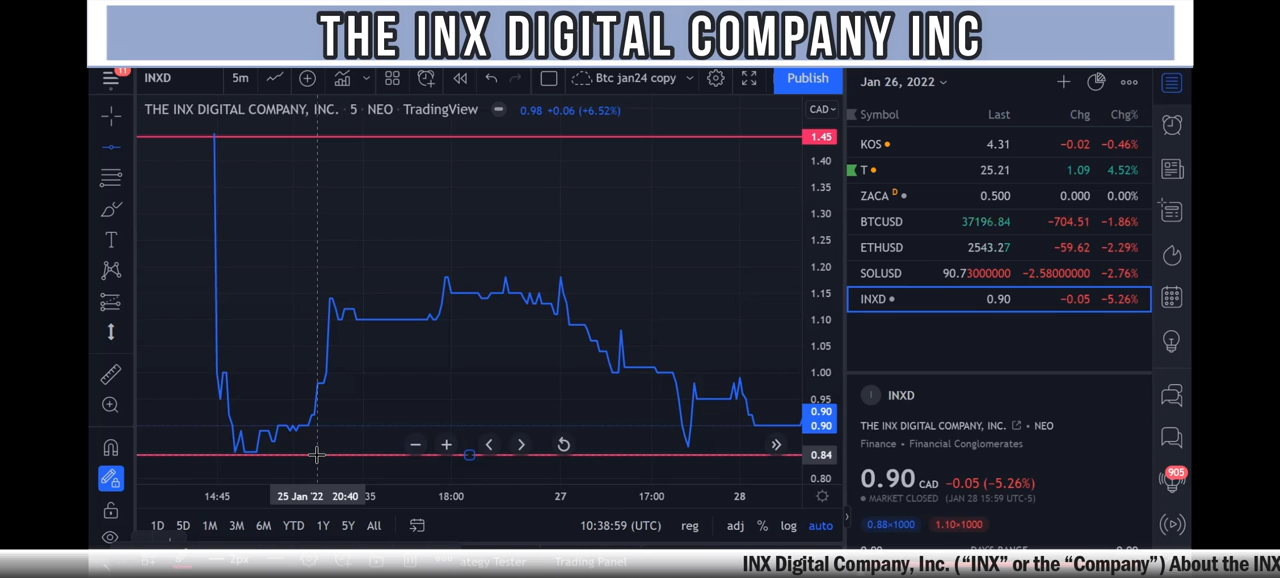 THE INX DIGITAL COMPANY INC
11
INXD 5m Btc jan24 copy Publish
THE INX DIGITAL COMPANY, INC. · 5 · NEO · TradingView 0.98 +0.06 (+6.52%) CAD
1.45
1.40
1.35
1.30
1.25
1.20
1.15
1.10
1.05
1.00
0.95
0.90
0.90
0.84
0.80
14:45 25 Jan '22 20:40 35 18:00 27 17:00 28
1D 5D 1M 3M 6M YTD 1Y 5Y All 10:38:59 (UTC) reg adj % log auto
2px ategy Tester Trading Panel
Jan 26, 2022
Symbol Last Chg Chg%
KOS 4.31 −0.02 −0.46%
T 25.21 1.09 4.52%
ZACA D 0.500 0.000 0.00%
BTCUSD 37196.84 −704.51 −1.86%
ETHUSD 2543.27 −59.62 −2.29%
SOLUSD 90.73000000 −2.58000000 −2.76%
INXD 0.90 −0.05 −5.26%
I INXD
THE INX DIGITAL COMPANY, INC. • NEO
Finance • Financial Conglomerates
0.90 CAD −0.05 (−5.26%)
MARKET CLOSED (JAN 28 15:59 UTC-5)
0.88×1000 1.10×1000
905
INX Digital Company, Inc. (“INX” or the “Company”) About the INX